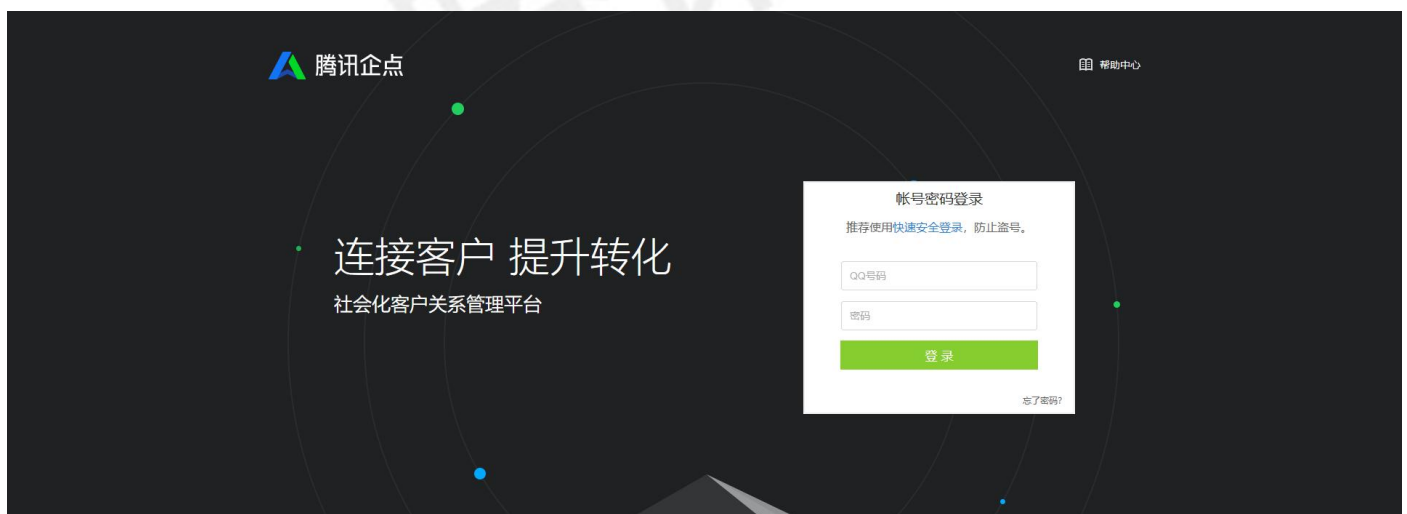 腾讯企点
帮助中心
连接客户 提升转化
社会化客户关系管理平台
帐号密码登录
推荐使用快速安全登录，防止盗号。
QQ号码
密码
登 录
忘了密码?